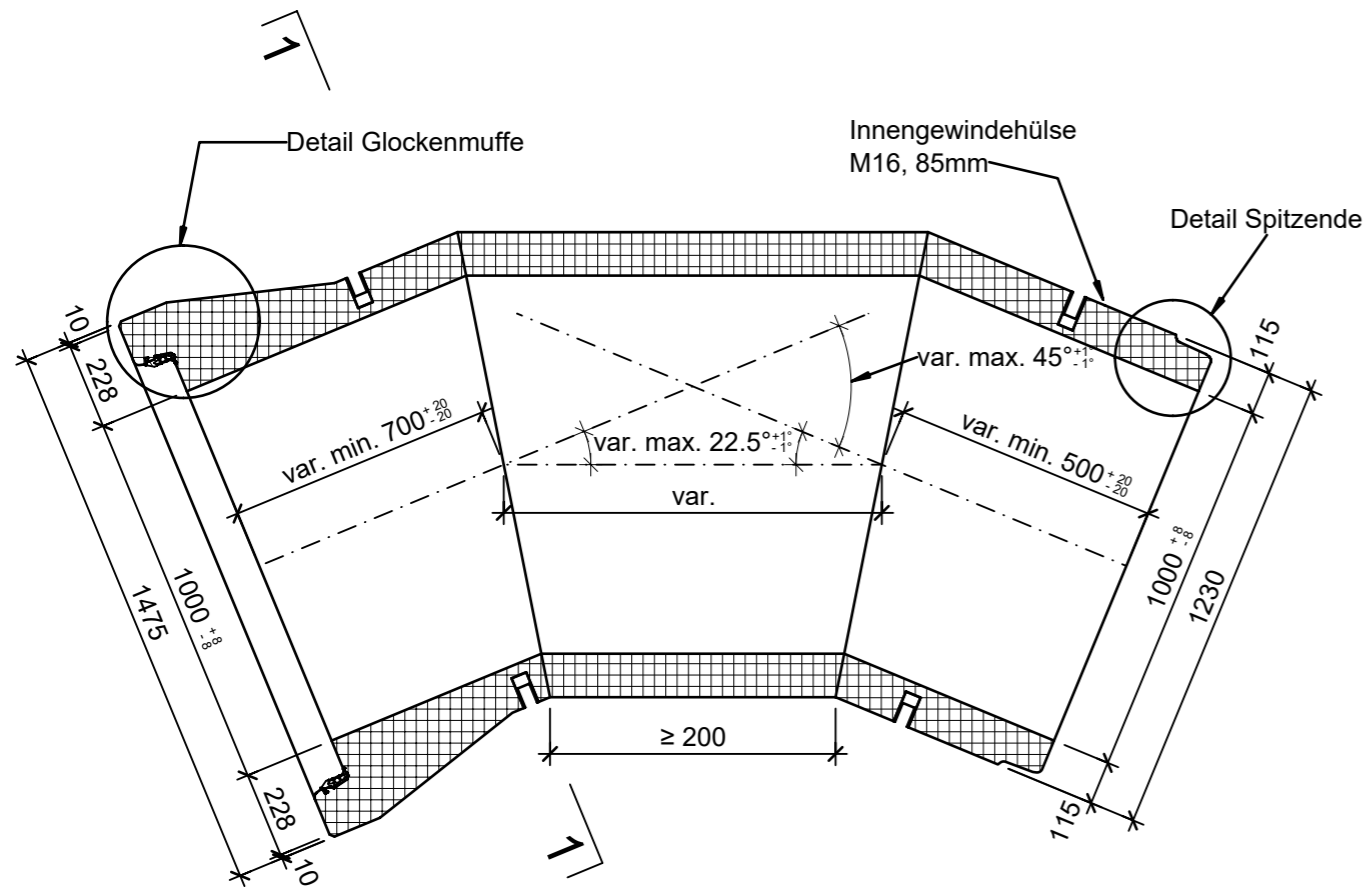 1
Detail Glockenmuffe
Innengewindehülse
M16, 85mm
Detail Spitzende
10
228
115
var. max. 45°+1°-1°
var. min. 700+20-20
var. max. 22.5°+1°-1°
var. min. 500+20-20
var.
1475
1000+8-8
1000+8-8
1230
≥ 200
228
10
115
1